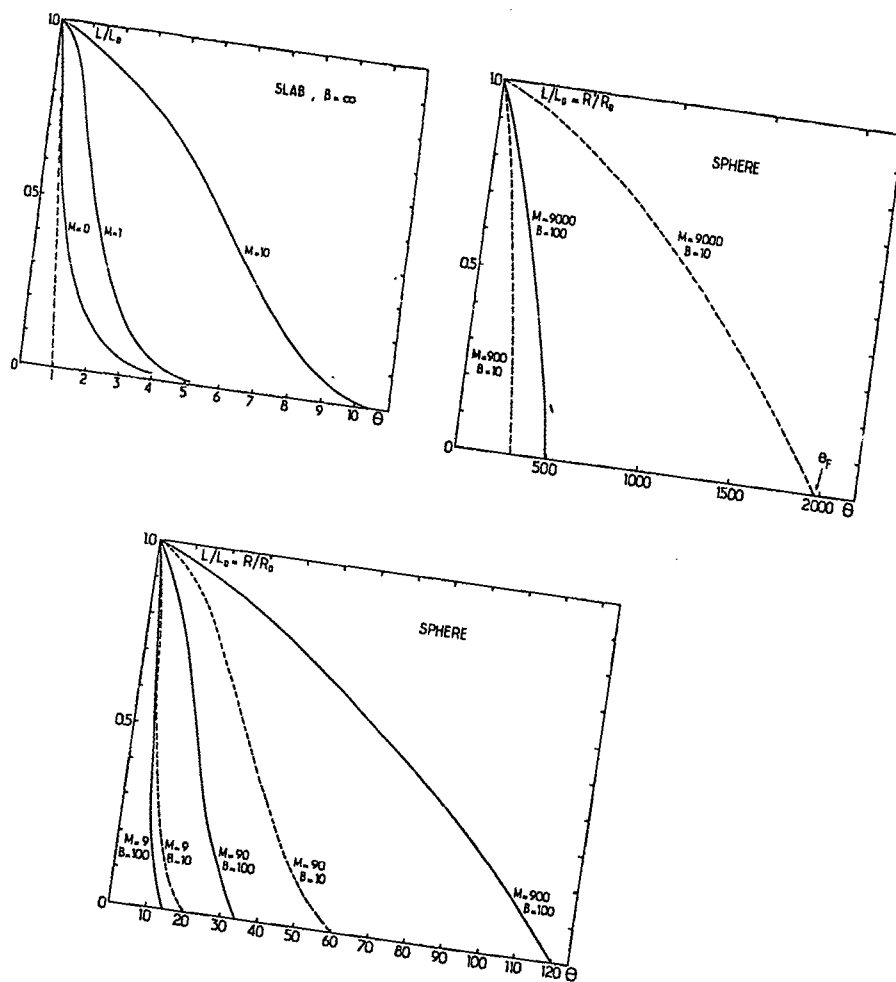 1.0
L/L₀
SLAB , B=∞
0.5
M=0
M=1
M=10
0
1
2
3
4
5
6
7
8
9
10
Θ
1.0
L/L₀ = R/R₀
SPHERE
0.5
M=9000
B=100
M=9000
B=10
M=900
B=10
0
500
1000
1500
2000
Θ_F
Θ
1.0
L/L₀ = R/R₀
SPHERE
0.5
M=9
B=100
M=9
B=10
M=90
B=100
M=90
B=10
M=900
B=100
0
10
20
30
40
50
60
70
80
90
100
110
120
Θ